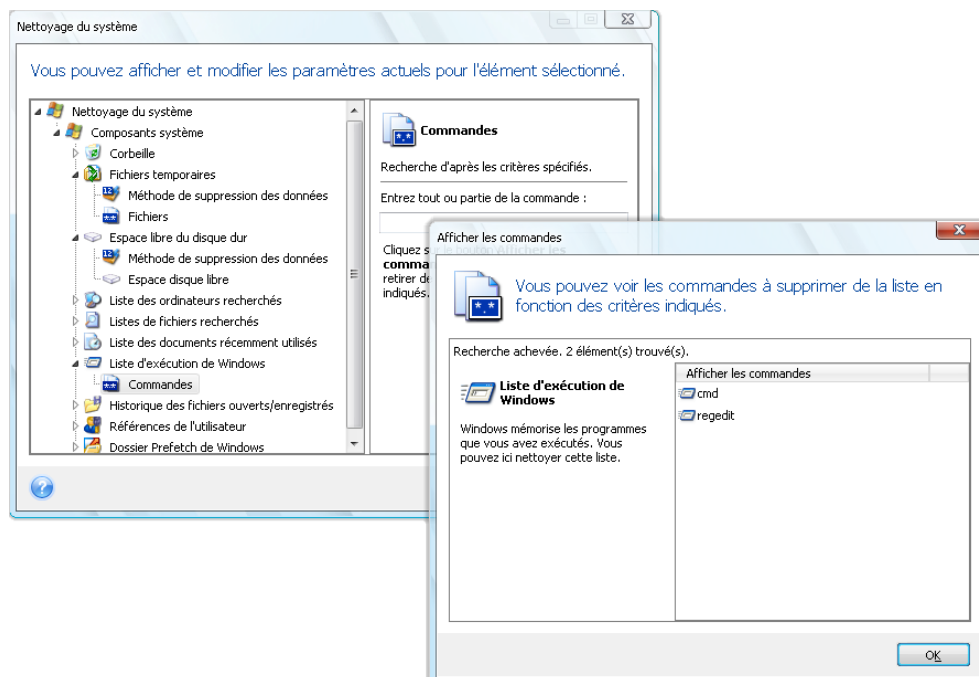 Nettoyage du système
Vous pouvez afficher et modifier les paramètres actuels pour l'élément sélectionné.
Nettoyage du système
Composants système
Corbeille
Fichiers temporaires
Méthode de suppression des données
Fichiers
Espace libre du disque dur
Méthode de suppression des données
Espace disque libre
Liste des ordinateurs recherchés
Listes de fichiers recherchés
Liste des documents récemment utilisés
Liste d'exécution de Windows
Commandes
Historique des fichiers ouverts/enregistrés
Références de l'utilisateur
Dossier Prefetch de Windows
Commandes
Recherche d'après les critères spécifiés.
Entrez tout ou partie de la commande :
Cliquez sur le bouton Afficher les
comma
retirer de
indiqués.
Afficher les commandes
Vous pouvez voir les commandes à supprimer de la liste en
fonction des critères indiqués.
Recherche achevée. 2 élément(s) trouvé(s).
Liste d'exécution de
Windows
Windows mémorise les programmes
que vous avez exécutés. Vous
pouvez ici nettoyer cette liste.
Afficher les commandes
cmd
regedit
OK